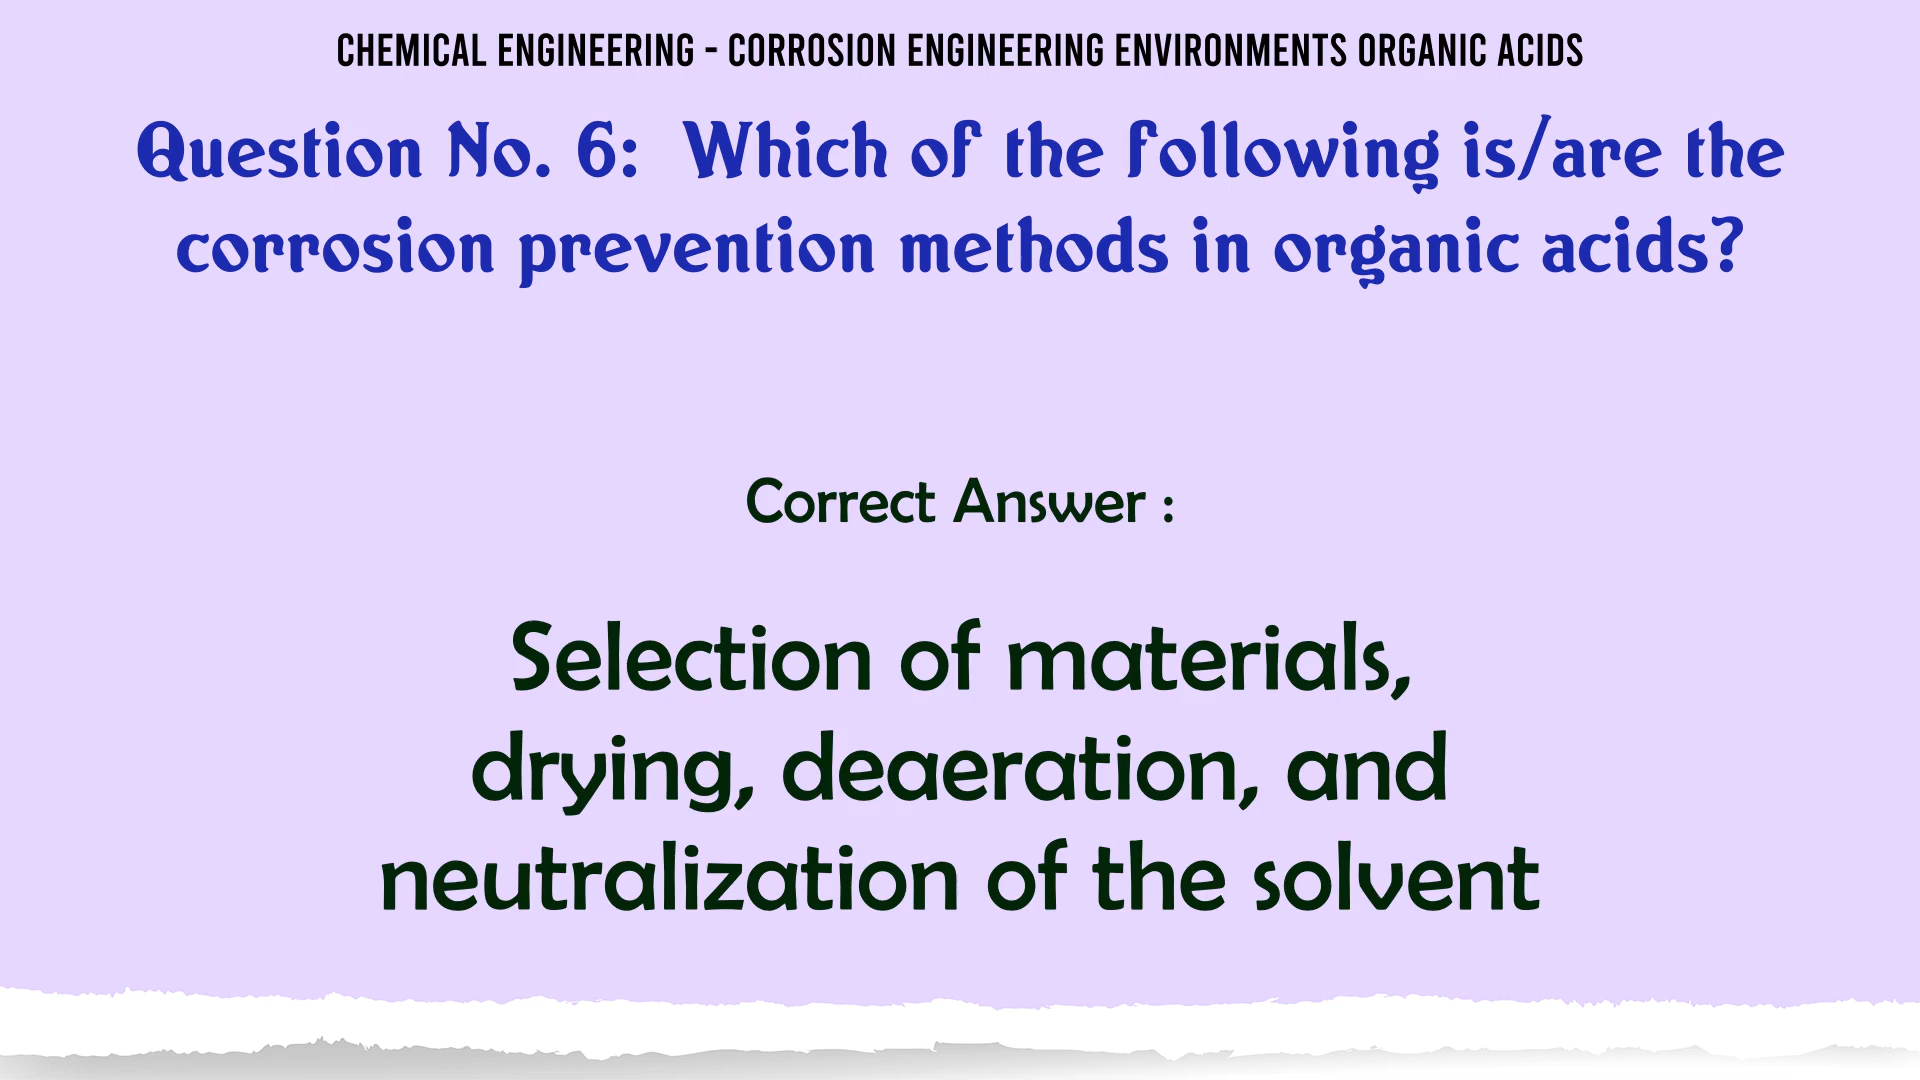 CHEMICAL ENGINEERING - CORROSION ENGINEERING ENVIRONMENTS ORGANIC ACIDS
Question No. 6: Which of the following is/are the
corrosion prevention methods in organic acids?
Correct Answer :
Selection of materials,
drying, deaeration, and
neutralization of the solvent